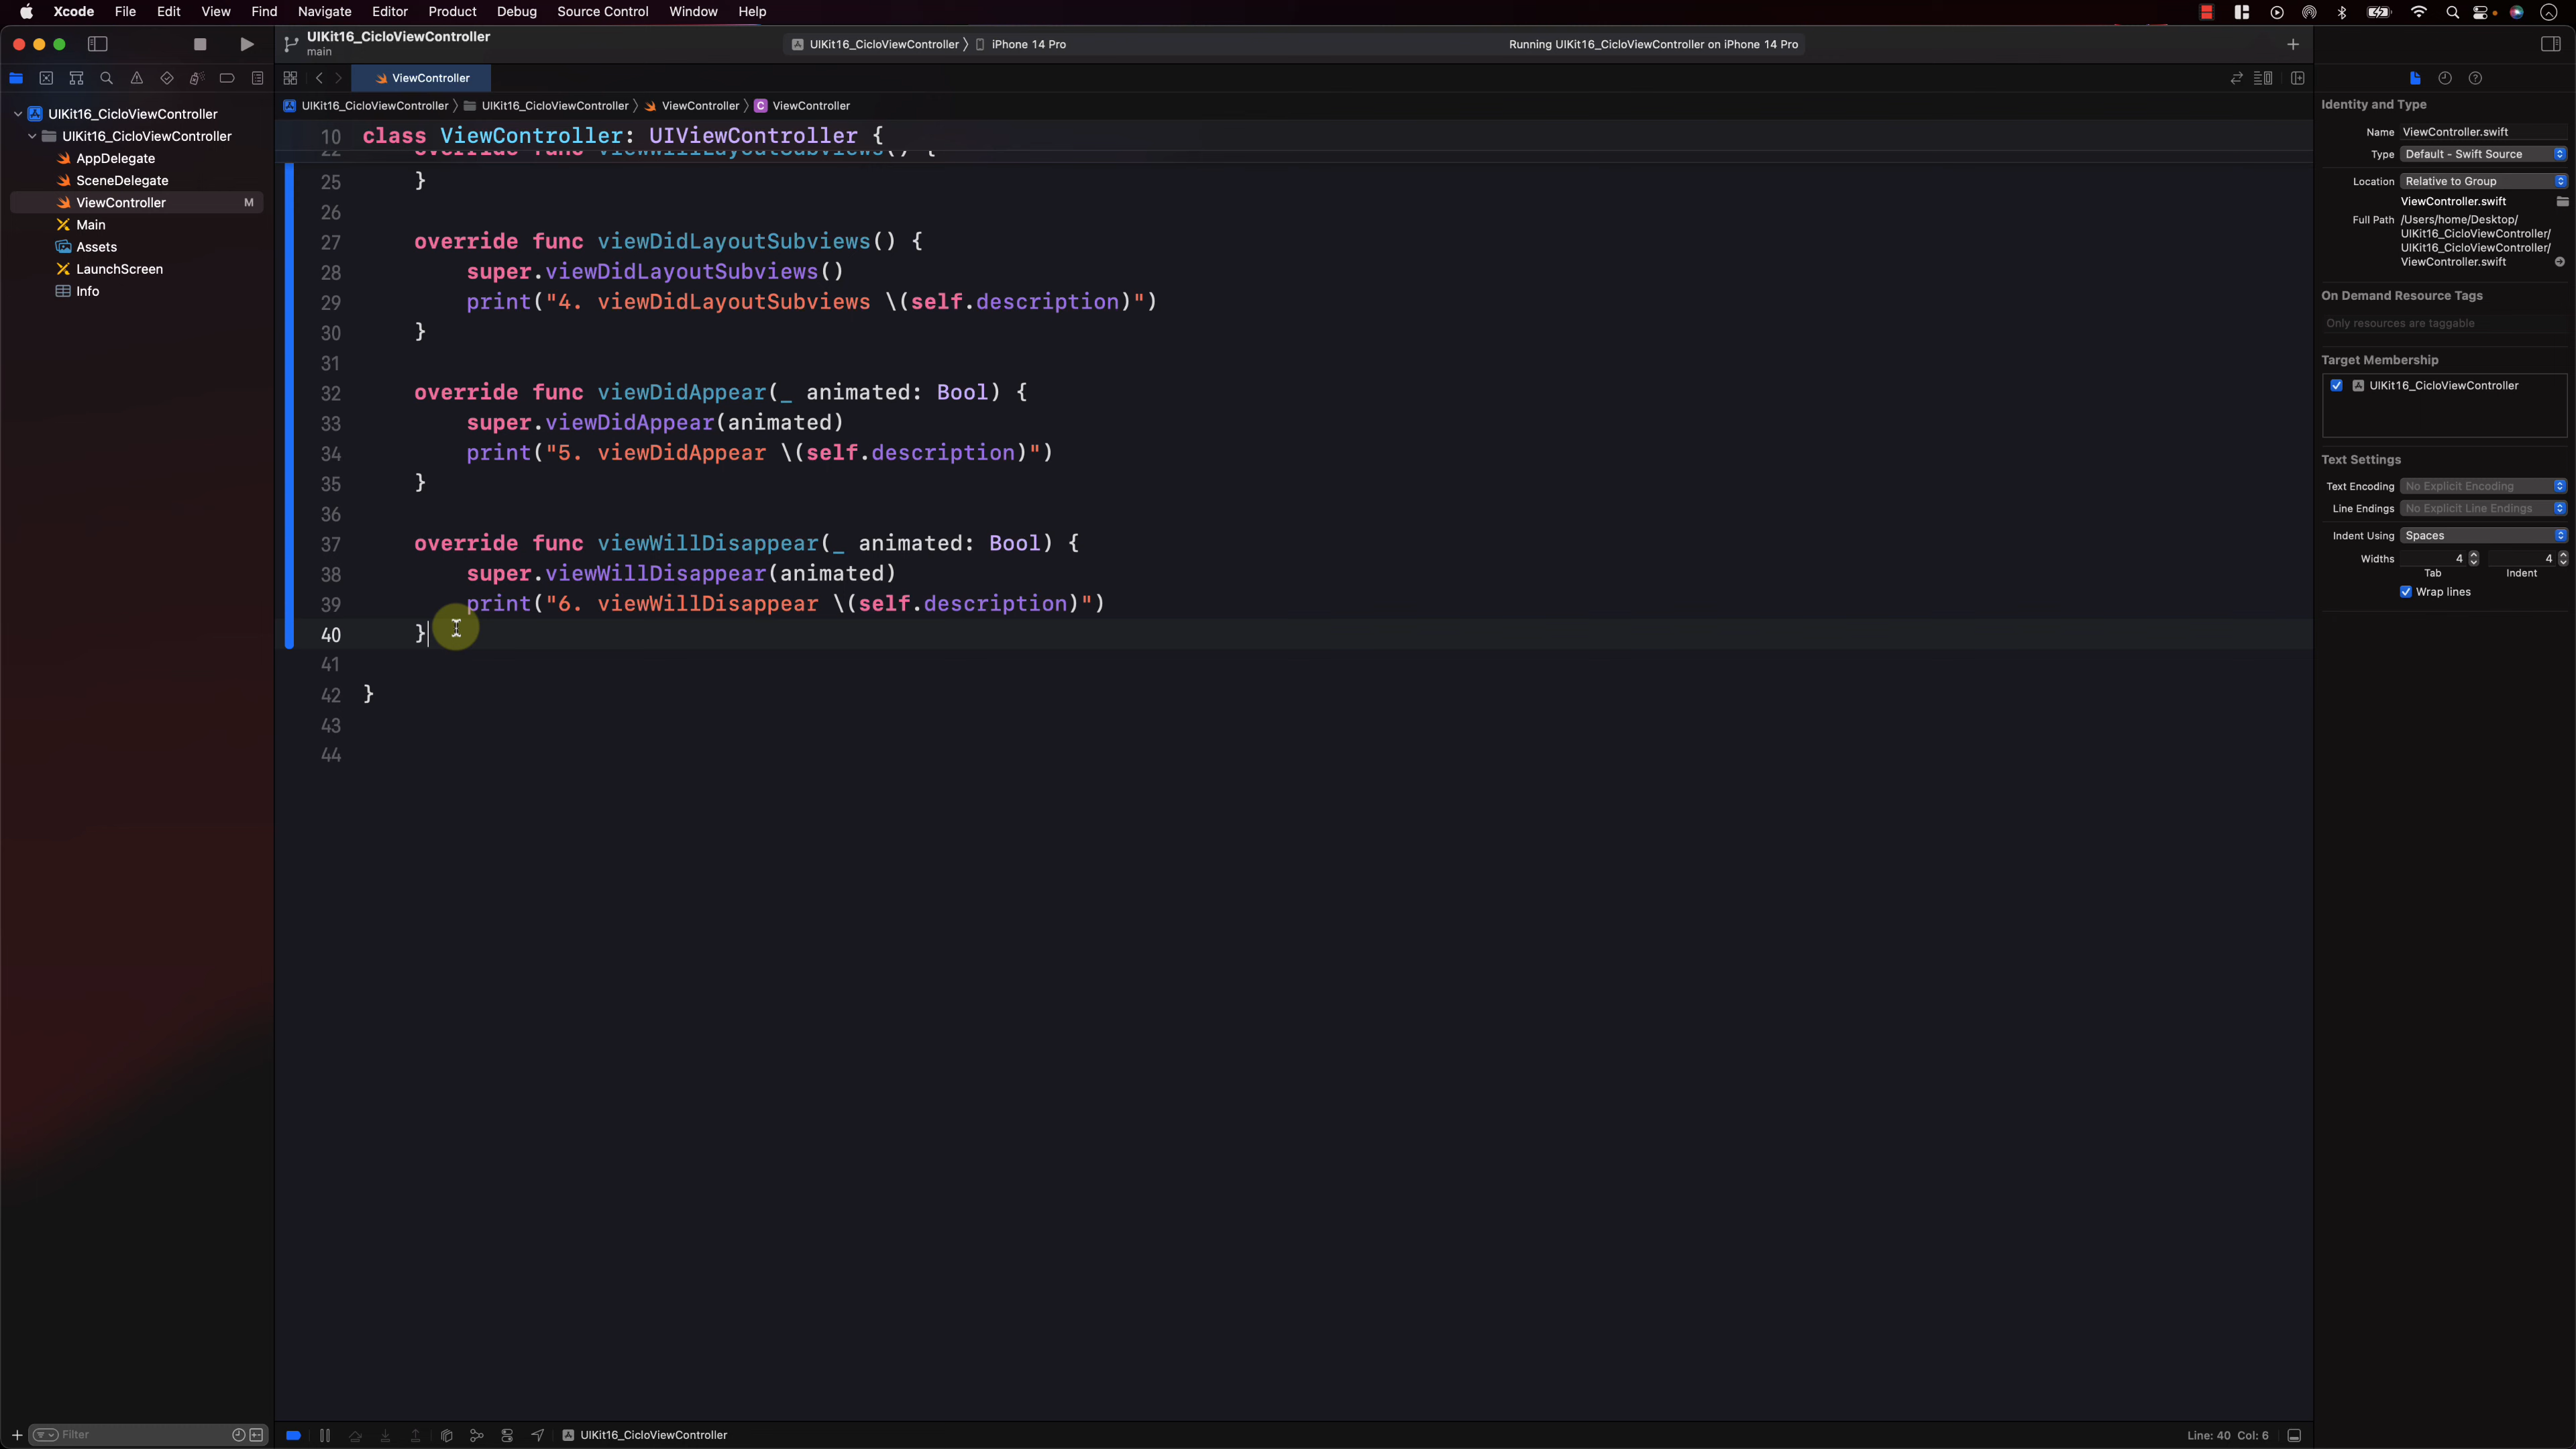 Xcode File Edit View Find Navigate Editor Product Debug Source Control Window Help
UIKit16_CicloViewController
main
UIKit16_CicloViewController 〉 iPhone 14 Pro
Running UIKit16_CicloViewController on iPhone 14 Pro
ViewController
UIKit16_CicloViewController 〉 UIKit16_CicloViewController 〉 ViewController 〉 C ViewController
UIKit16_CicloViewController
UIKit16_CicloViewController
AppDelegate
SceneDelegate
ViewController M
Main
Assets
LaunchScreen
Info
Filter
10 class ViewController: UIViewController {
22 override func viewWillLayoutSubviews() {
25 }
26
27 override func viewDidLayoutSubviews() {
28 super.viewDidLayoutSubviews()
29 print("4. viewDidLayoutSubviews \(self.description)")
30 }
31
32 override func viewDidAppear(_ animated: Bool) {
33 super.viewDidAppear(animated)
34 print("5. viewDidAppear \(self.description)")
35 }
36
37 override func viewWillDisappear(_ animated: Bool) {
38 super.viewWillDisappear(animated)
39 print("6. viewWillDisappear \(self.description)")
40 }
41
42 }
43
44
UIKit16_CicloViewController
Line: 40 Col: 6
Identity and Type
Name ViewController.swift
Type Default - Swift Source
Location Relative to Group
ViewController.swift
Full Path /Users/home/Desktop/
UIKit16_CicloViewController/
UIKit16_CicloViewController/
ViewController.swift
On Demand Resource Tags
Only resources are taggable
Target Membership
UIKit16_CicloViewController
Text Settings
Text Encoding No Explicit Encoding
Line Endings No Explicit Line Endings
Indent Using Spaces
Widths 4 4
Tab Indent
Wrap lines